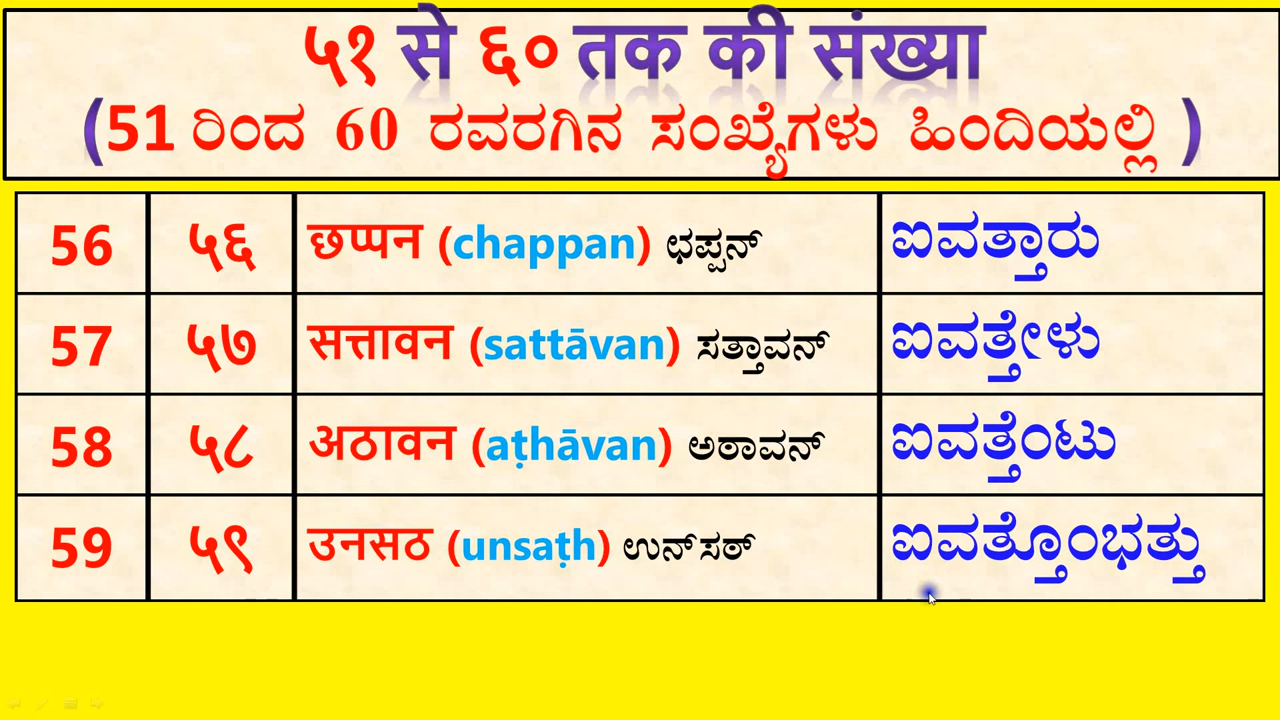 ५१ से ६० तक की संख्या
(51 ರಿಂದ 60 ರವರಗಿನ ಸಂಖ್ಯೆಗಳು ಹಿಂದಿಯಲ್ಲಿ )
56 ५६ छप्पन (chappan) ಛಪ್ಪನ್ ಐವತ್ತಾರು
57 ५७ सत्तावन (sattāvan) ಸತ್ತಾವನ್ ಐವತ್ತೇಳು
58 ५८ अठावन (aṭhāvan) ಅಠಾವನ್ ಐವತ್ತೆಂಟು
59 ५९ उनसठ (unsaṭh) ಉನ್‌ಸಠ್ ಐವತ್ತೊಂಭತ್ತು